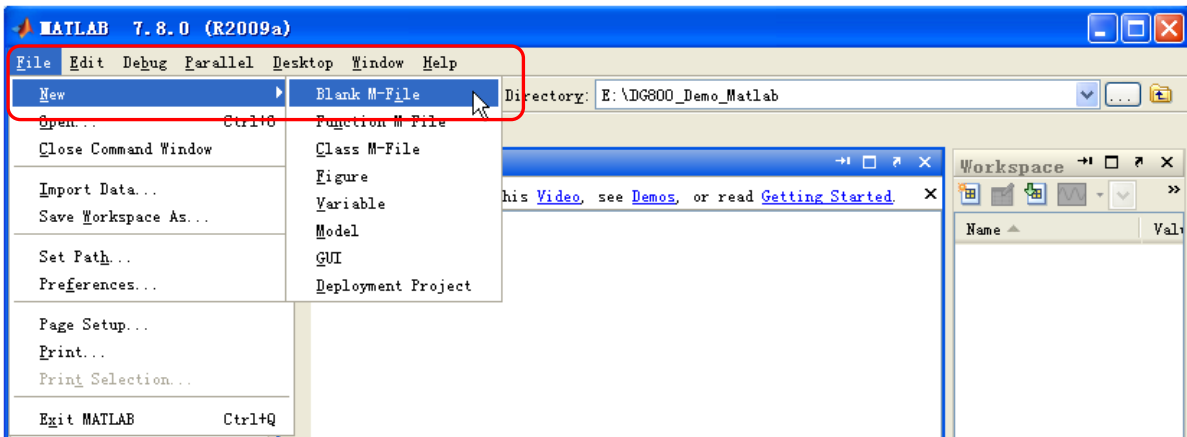 MATLAB 7.8.0 (R2009a)
File Edit Debug Parallel Desktop Window Help
New Blank M-File Directory: E:\DG800_Demo_Matlab ...
Open... Function M-File
Close Command Window Class M-File
Workspace
Figure
Import Data... his Video, see Demos, or read Getting Started.
Variable
Save Workspace As...
Model Name
Set Path... GUI
Preferences... Deployment Project
Page Setup...
Print...
Print Selection...
Exit MATLAB Ctrl+Q